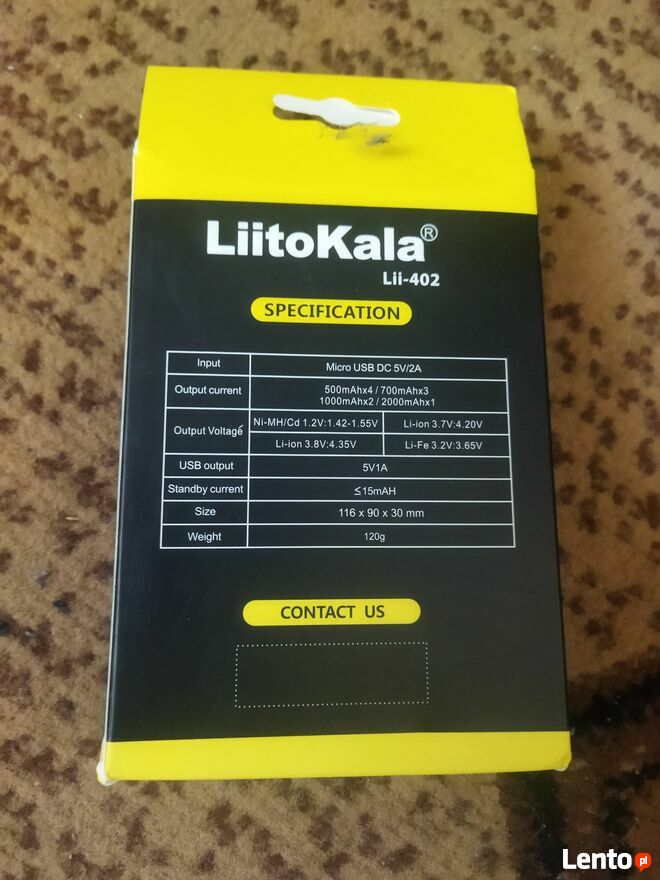 LiitoKala®
Lii-402
SPECIFICATION
Input Micro USB DC 5V/2A
Output current 500mAhx4 / 700mAhx3
1000mAhx2 / 2000mAhx1
Output Voltage Ni-MH/Cd 1.2V:1.42-1.55V Li-ion 3.7V:4.20V
Li-ion 3.8V:4.35V Li-Fe 3.2V:3.65V
USB output 5V1A
Standby current ≤15mAH
Size 116 x 90 x 30 mm
Weight 120g
CONTACT US
Lento.pl